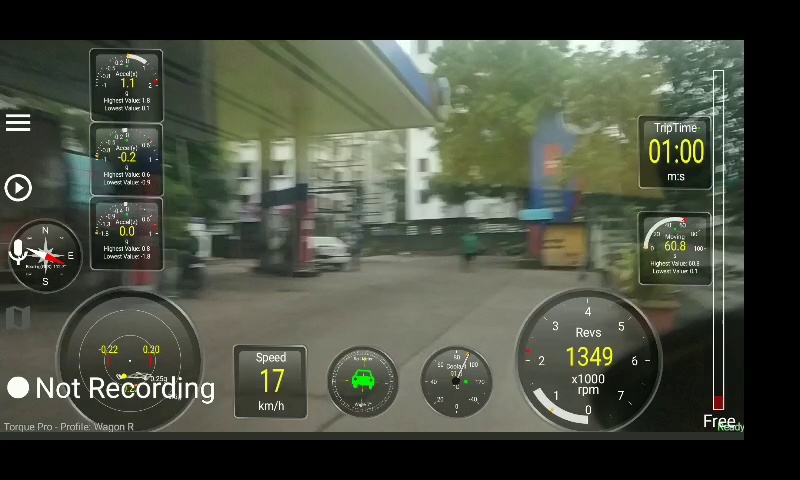 Accel(x)
1.1
g
Highest Value: 1.8
Lowest Value: 0.1
Accel(y)
-0.2
g
Highest Value: 0.6
Lowest Value: -0.9
Accel(z)
0.0
g
Highest Value: 0.8
Lowest Value: -1.8
TripTime
01:00
m:s
Moving
60.8
s
Highest Value: 60.8
Lowest Value: 0.1
N
E
S
-0.22 0.20
0.25g
Not Recording
Speed
17
km/h
Revs
1349
x1000
rpm
0 1 2 3 4 5 6 7
Free
Ready
Torque Pro - Profile: Wagon R